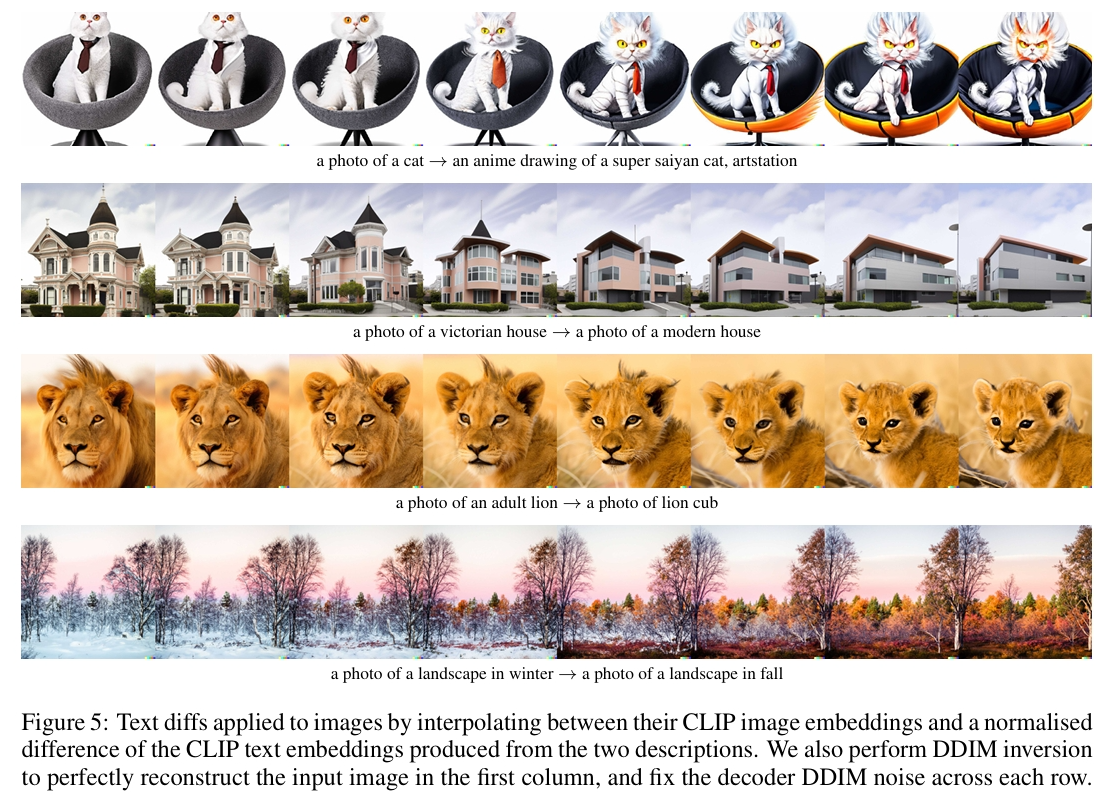 a photo of a cat → an anime drawing of a super saiyan cat, artstation
a photo of a victorian house → a photo of a modern house
a photo of an adult lion → a photo of lion cub
a photo of a landscape in winter → a photo of a landscape in fall
Figure 5: Text diffs applied to images by interpolating between their CLIP image embeddings and a normalised
difference of the CLIP text embeddings produced from the two descriptions. We also perform DDIM inversion
to perfectly reconstruct the input image in the first column, and fix the decoder DDIM noise across each row.